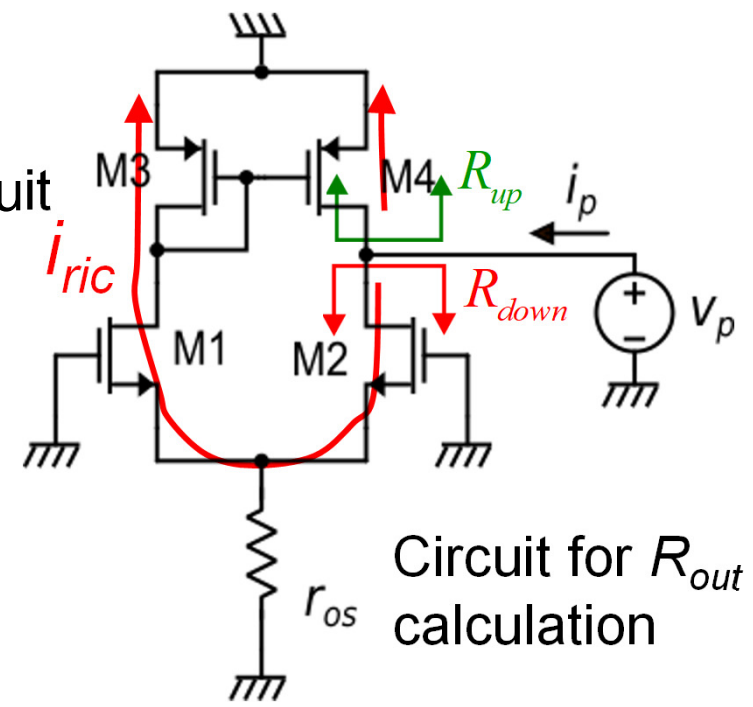 M3
M4
R_up
i_p
uit
i_ric
R_down
+
−
v_p
M1
M2
r_os
Circuit for R_out
calculation